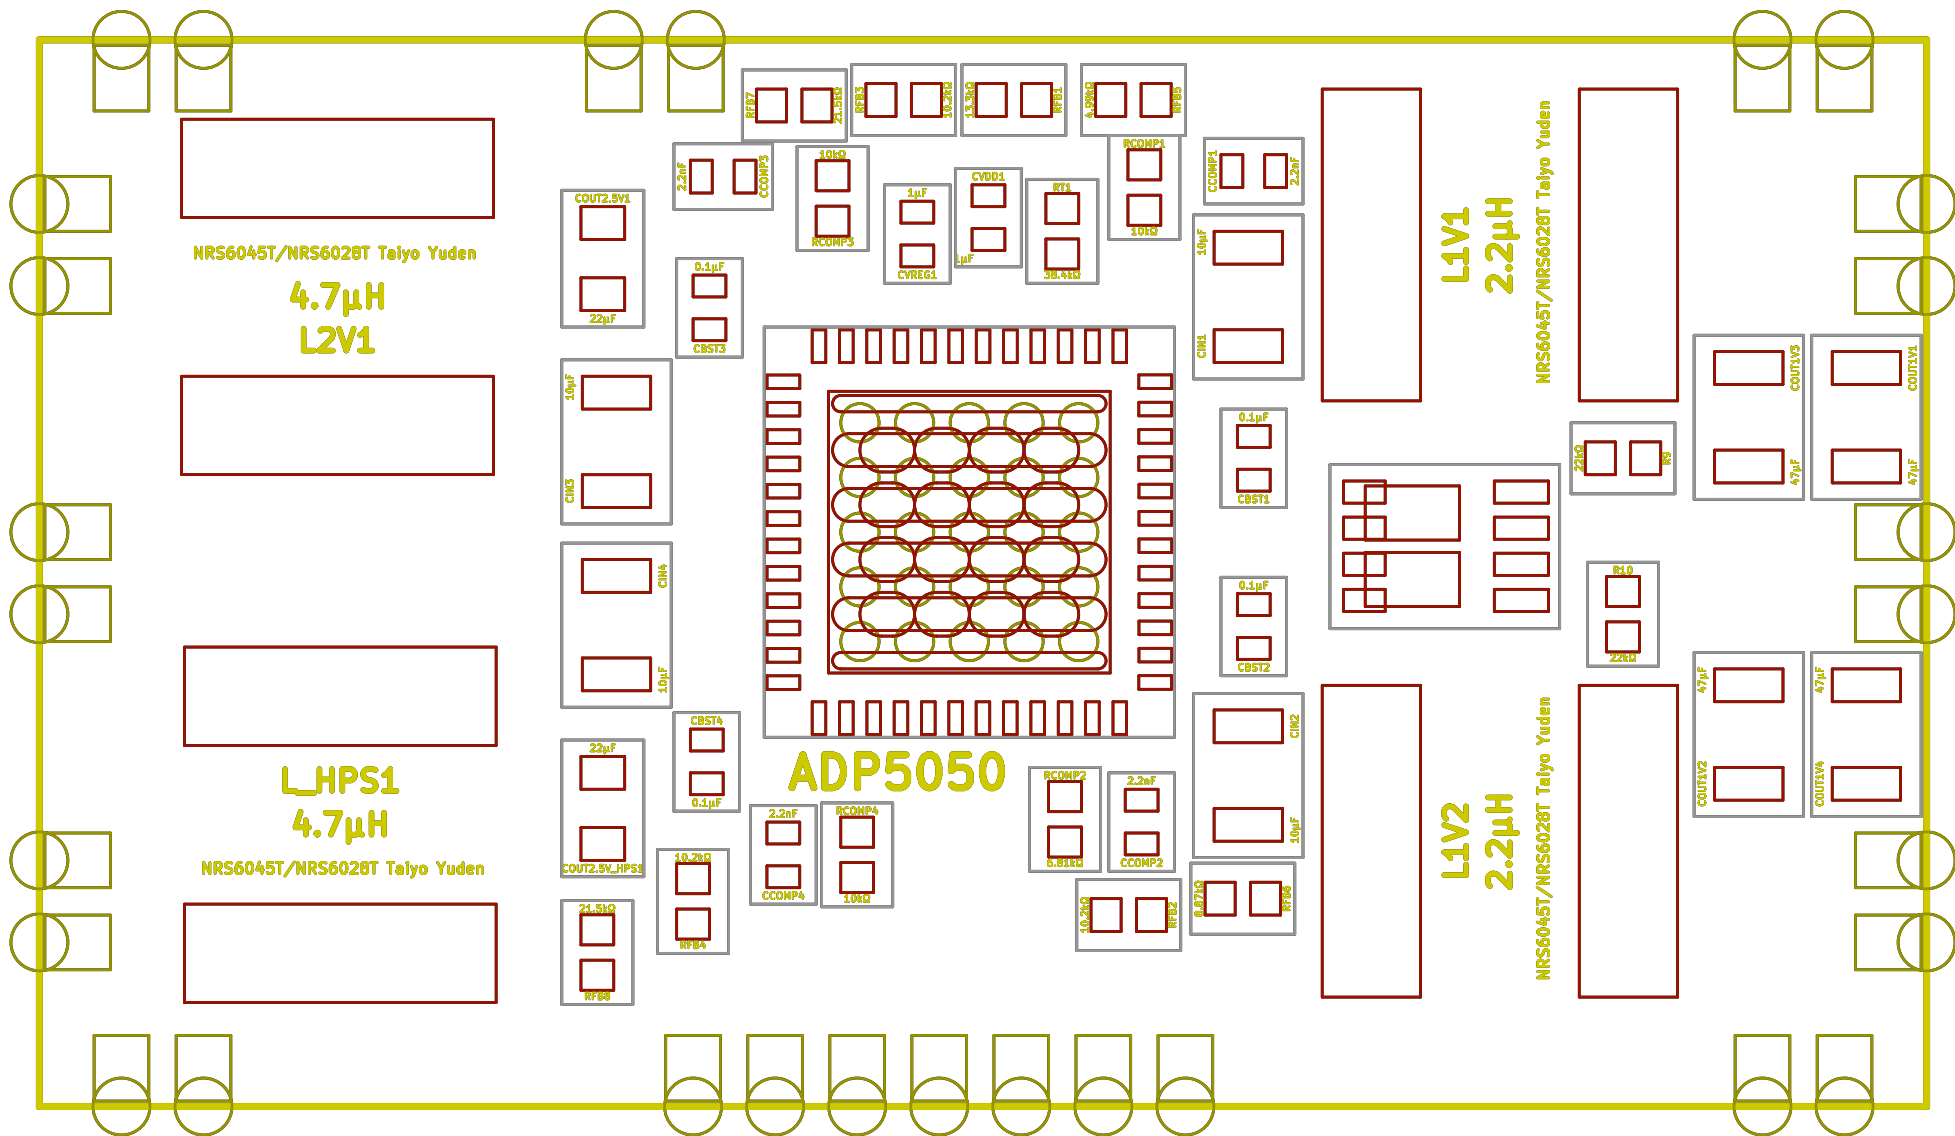 RFB7
21.5kΩ
RFB3
10.2kΩ
13.3kΩ
RFB1
4.99kΩ
RFB5
2.2nF
CCOMP3
10kΩ
RCOMP3
1µF
CVREG1
CVDD1
1µF
RT1
38.4kΩ
RCOMP1
10kΩ
CCOMP1
2.2nF
COUT2.5V1
22µF
0.1µF
CBST3
10µF
CIN1
NRS6045T/NRS6028T Taiyo Yuden
4.7µH
L2V1
L1V1
2.2µH
NRS6045T/NRS6028T Taiyo Yuden
COUT1V3
47µF
COUT1V1
47µF
10µF
CIN3
0.1µF
CBST1
22kΩ
R9
CIN4
10µF
0.1µF
CBST2
R10
22kΩ
CBST4
0.1µF
22µF
COUT2.5V_HPS1
ADP5050
CIN2
10µF
47µF
COUT1V2
47µF
COUT1V4
L_HPS1
4.7µH
NRS6045T/NRS6028T Taiyo Yuden
2.2nF
CCOMP4
RCOMP4
10kΩ
RCOMP2
6.81kΩ
2.2nF
CCOMP2
L1V2
2.2µH
NRS6045T/NRS6028T Taiyo Yuden
10.2kΩ
RFB4
21.5kΩ
RFB8
10.2kΩ
RFB2
8.87kΩ
RFB6